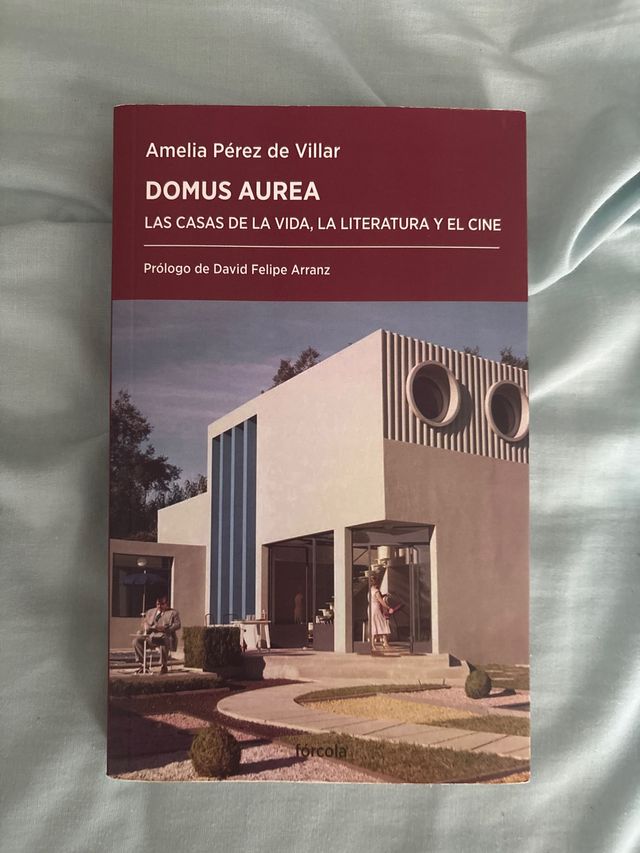 Amelia Pérez de Villar
DOMUS AUREA
LAS CASAS DE LA VIDA, LA LITERATURA Y EL CINE
Prólogo de David Felipe Arranz
fórcola